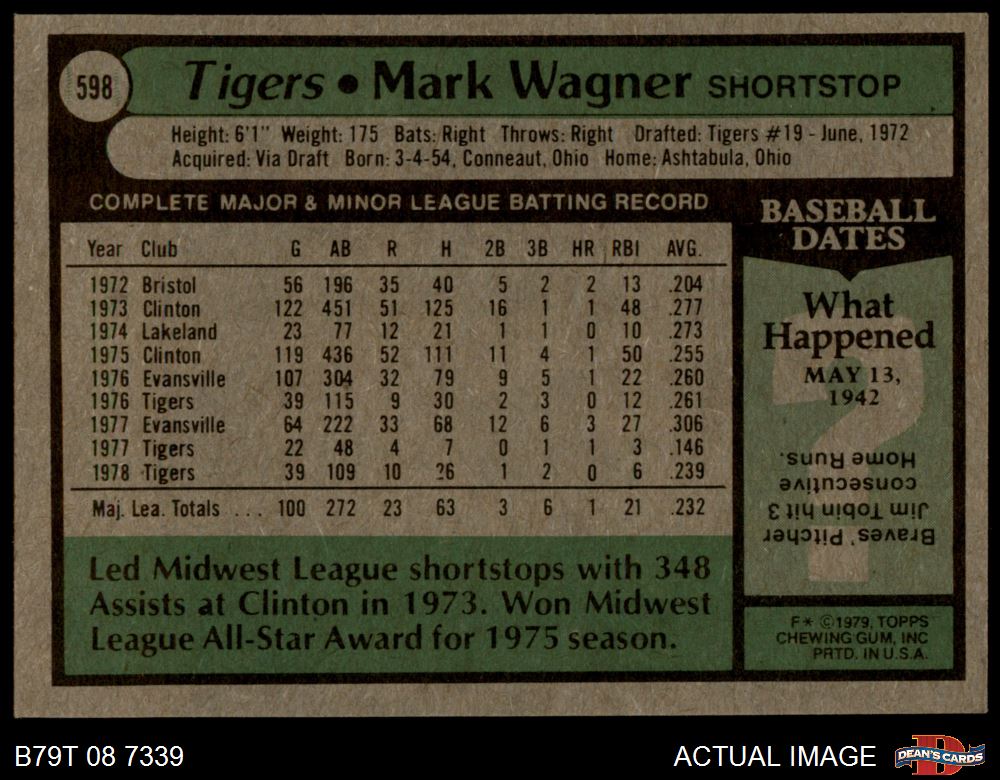 598
Tigers • Mark Wagner SHORTSTOP
Height: 6'1" Weight: 175 Bats: Right Throws: Right Drafted: Tigers #19 - June, 1972
Acquired: Via Draft Born: 3-4-54, Conneaut, Ohio Home: Ashtabula, Ohio
COMPLETE MAJOR & MINOR LEAGUE BATTING RECORD
Year Club G AB R H 2B 3B HR RBI AVG.
1972 Bristol 56 196 35 40 5 2 2 13 .204
1973 Clinton 122 451 51 125 16 1 1 48 .277
1974 Lakeland 23 77 12 21 1 1 0 10 .273
1975 Clinton 119 436 52 111 11 4 1 50 .255
1976 Evansville 107 304 32 79 9 5 1 22 .260
1976 Tigers 39 115 9 30 2 3 0 12 .261
1977 Evansville 64 222 33 68 12 6 3 27 .306
1977 Tigers 22 48 4 7 0 1 1 3 .146
1978 Tigers 39 109 10 26 1 2 0 6 .239
Maj. Lea. Totals ... 100 272 23 63 3 6 1 21 .232
Led Midwest League shortstops with 348
Assists at Clinton in 1973. Won Midwest
League All-Star Award for 1975 season.
BASEBALL
DATES
What
Happened
MAY 13,
1942
Braves' Pitcher
Jim Tobin hit 3
consecutive
Home Runs.
F* ©1979, TOPPS
CHEWING GUM, INC
PRTD. IN U.S.A.
B79T 08 7339
ACTUAL IMAGE
DEAN'S CARDS